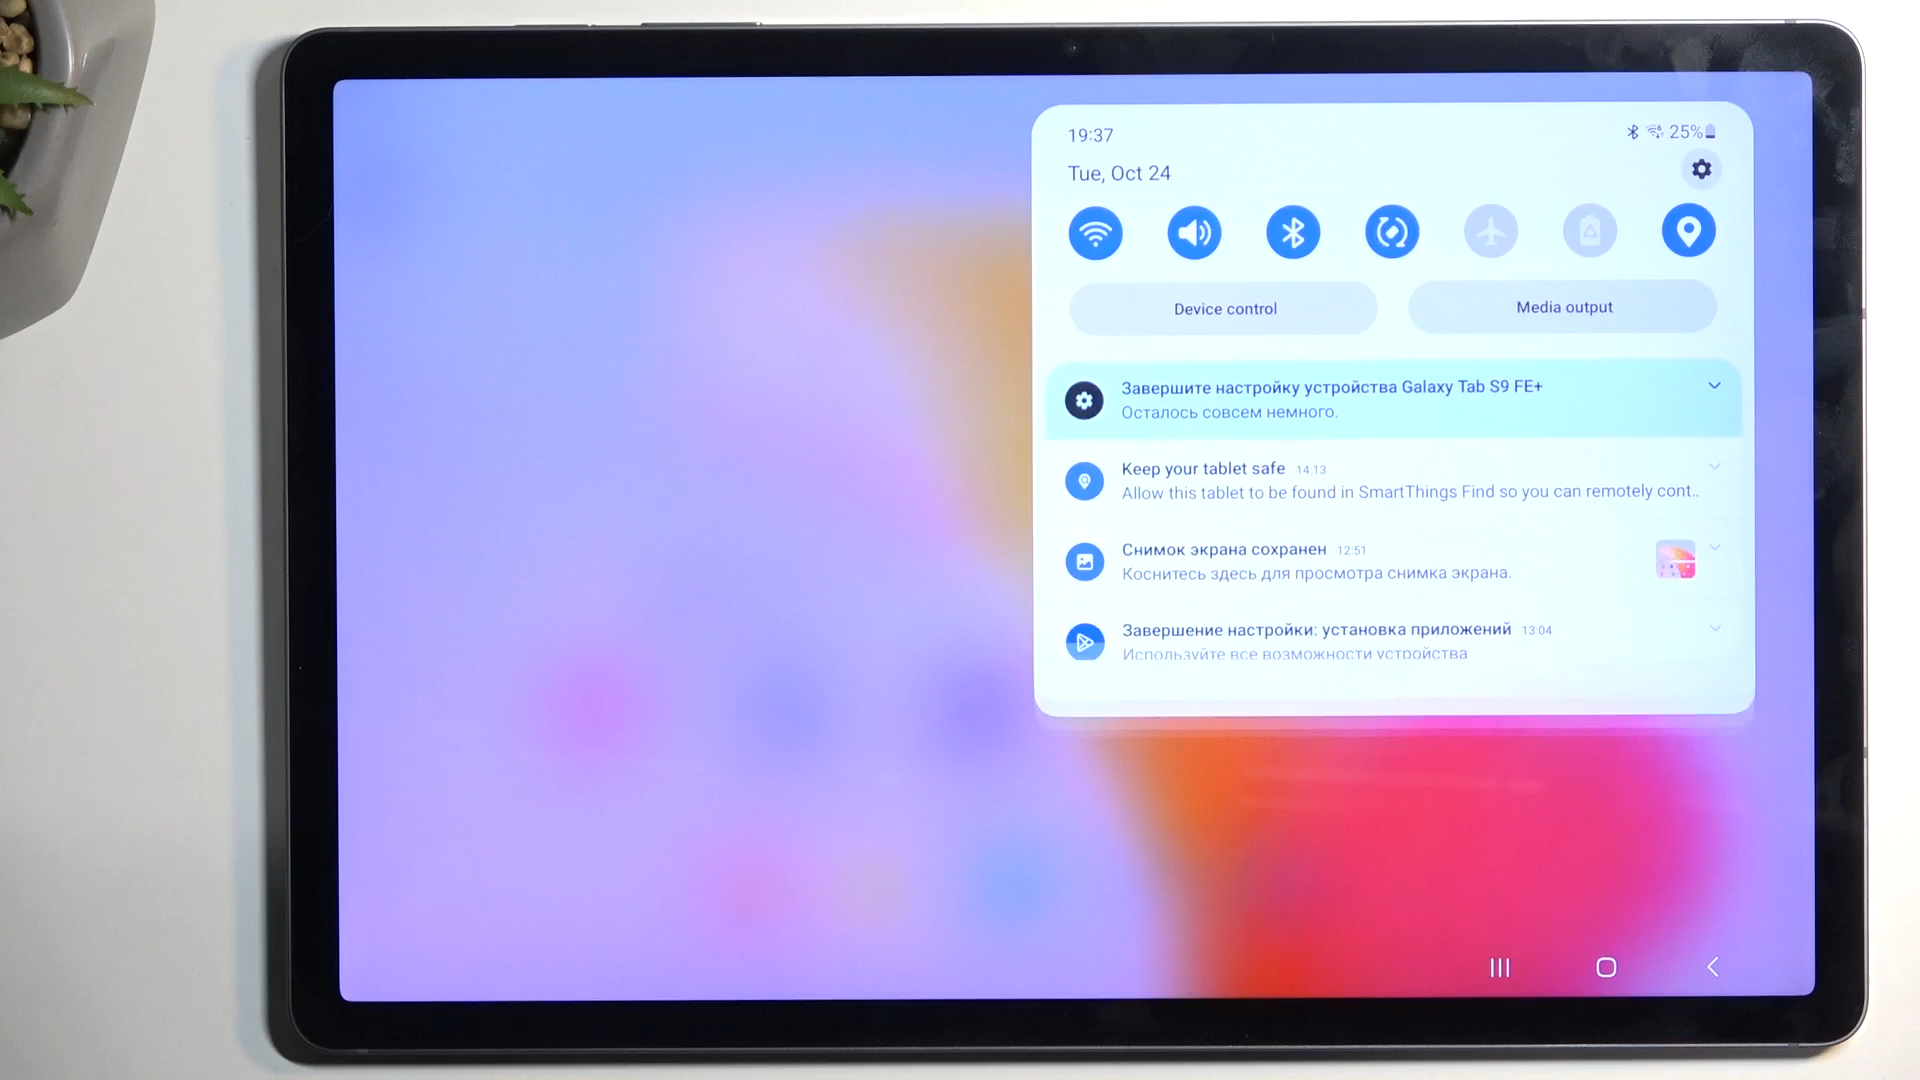 19:37
25%
Tue, Oct 24
Device control
Media output
Завершите настройку устройства Galaxy Tab S9 FE+
Осталось совсем немного.
Keep your tablet safe 14:13
Allow this tablet to be found in SmartThings Find so you can remotely cont..
Снимок экрана сохранен 12:51
Коснитесь здесь для просмотра снимка экрана.
Завершение настройки: установка приложений 13:04
Используйте все возможности устройства